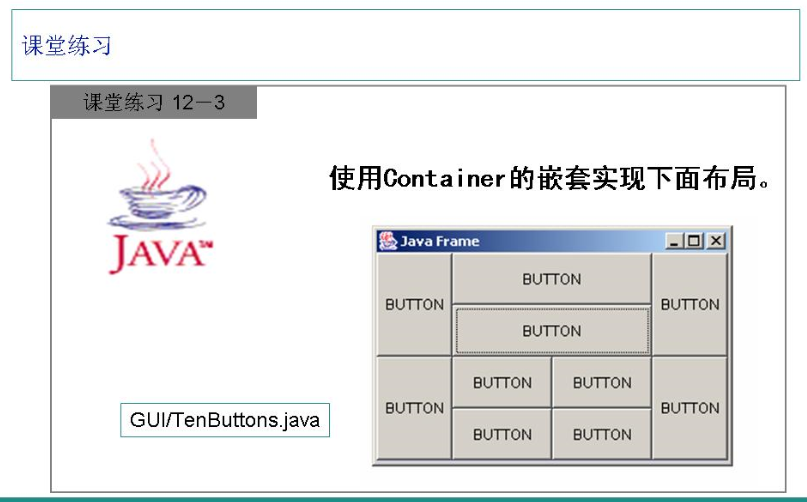 课堂练习
课堂练习 12－3
使用Container的嵌套实现下面布局。
JAVA™
Java Frame
BUTTON
BUTTON
BUTTON
BUTTON
BUTTON
BUTTON
BUTTON
BUTTON
BUTTON
BUTTON
GUI/TenButtons.java